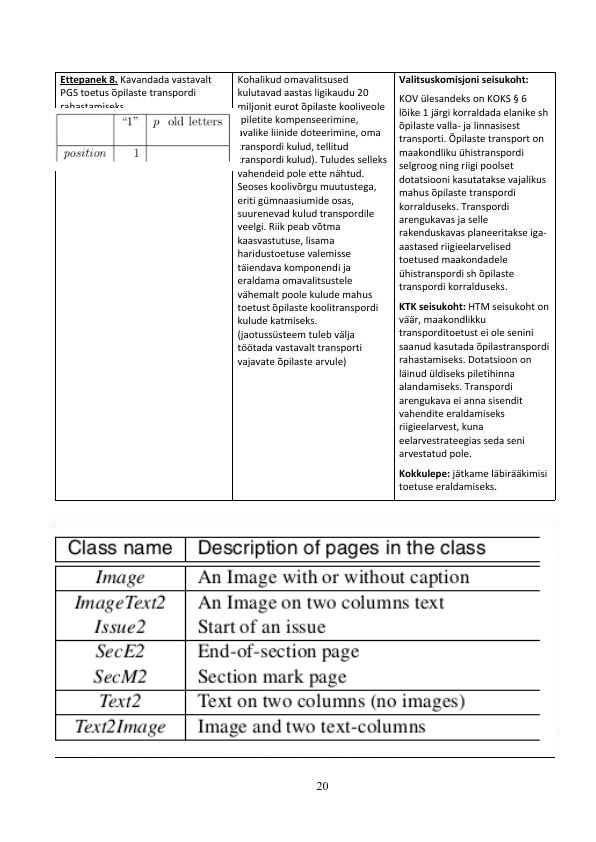 Ettepanek 8. Kavandada vastavalt
PGS toetus õpilaste transpordi
rahastamiseks
"1" p old letters
position 1
Kohalikud omavalitsused
kulutavad aastas ligikaudu 20
miljonit eurot õpilaste kooliveole
piletite kompenseerimine,
avalike liinide doteerimine, oma
transpordi kulud, tellitud
transpordi kulud). Tuludes selleks
vahendeid pole ette nähtud.
Seoses koolivõrgu muutustega,
eriti gümnaasiumide osas,
suurenevad kulud transpordile
veelgi. Riik peab võtma
kaasvastutuse, lisama
haridustoetuse valemisse
täiendava komponendi ja
eraldama omavalitsustele
vähemalt poole kulude mahus
toetust õpilaste koolitranspordi
kulude katmiseks.
(jaotussüsteem tuleb välja
töötada vastavalt transporti
vajavate õpilaste arvule)
Valitsuskomisjoni seisukoht:
KOV ülesandeks on KOKS § 6
lõike 1 järgi korraldada elanike sh
õpilaste valla- ja linnasisest
transporti. Õpilaste transport on
maakondliku ühistranspordi
selgroog ning riigi poolset
dotatsiooni kasutatakse vajalikus
mahus õpilaste transpordi
korralduseks. Transpordi
arengukavas ja selle
rakenduskavas planeeritakse iga-
aastased riigieelarvelised
toetused maakondadele
ühistranspordi sh õpilaste
transpordi korralduseks.
KTK seisukoht: HTM seisukoht on
väär, maakondlikku
transporditoetust ei ole senini
saanud kasutada õpilastranspordi
rahastamiseks. Dotatsioon on
läinud üldiseks piletihinna
alandamiseks. Transpordi
arengukava ei anna sisendit
vahendite eraldamiseks
riigieelarvest, kuna
eelarvestrateegias seda seni
arvestatud pole.
Kokkulepe: jätkame läbirääkimisi
toetuse eraldamiseks.
Class name Description of pages in the class
Image An Image with or without caption
ImageText2 An Image on two columns text
Issue2 Start of an issue
SecE2 End-of-section page
SecM2 Section mark page
Text2 Text on two columns (no images)
Text2Image Image and two text-columns
20